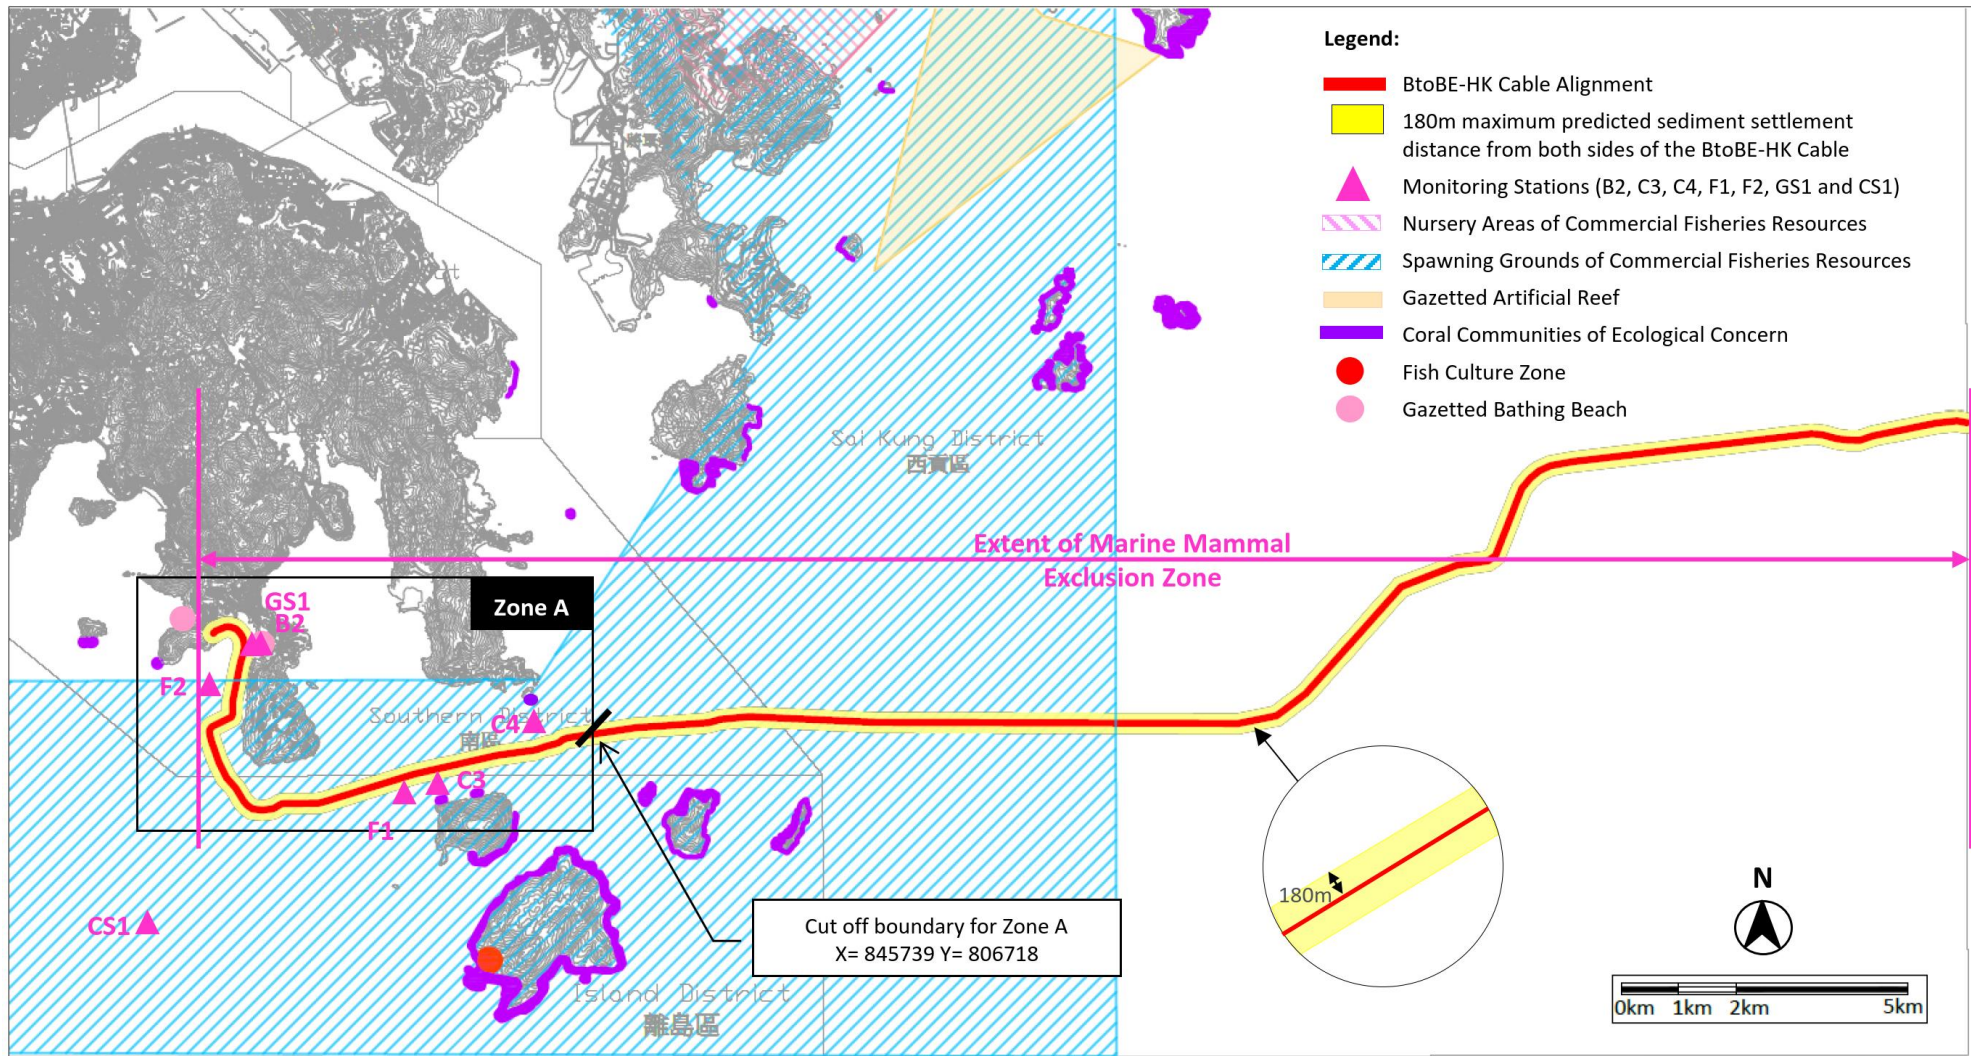 Legend:
BtoBE-HK Cable Alignment
180m maximum predicted sediment settlement
distance from both sides of the BtoBE-HK Cable
Monitoring Stations (B2, C3, C4, F1, F2, GS1 and CS1)
Nursery Areas of Commercial Fisheries Resources
Spawning Grounds of Commercial Fisheries Resources
Gazetted Artificial Reef
Coral Communities of Ecological Concern
Fish Culture Zone
Gazetted Bathing Beach
Sai Kung District
西貢區
Extent of Marine Mammal
Exclusion Zone
Zone A
GS1
B2
F2
Southern District
南區
C4
C3
F1
CS1
180m
Cut off boundary for Zone A
X= 845739 Y= 806718
Island District
離島區
N
0km 1km 2km 5km